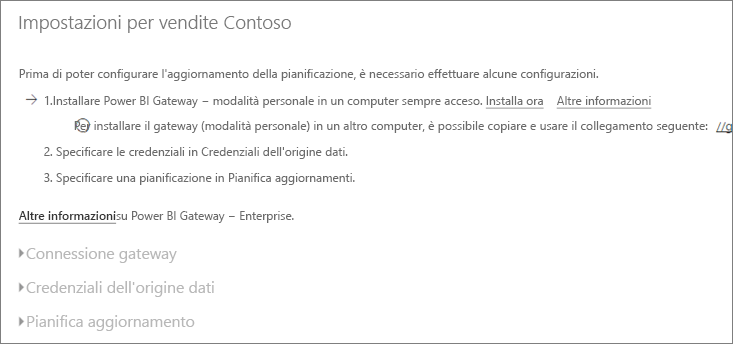 Impostazioni per vendite Contoso
Prima di poter configurare l'aggiornamento della pianificazione, è necessario effettuare alcune configurazioni.
1.Installare Power BI Gateway – modalità personale in un computer sempre acceso. Installa ora Altre informazioni
Per installare il gateway (modalità personale) in un altro computer, è possibile copiare e usare il collegamento seguente: //g
2. Specificare le credenziali in Credenziali dell'origine dati.
3. Specificare una pianificazione in Pianifica aggiornamenti.
Altre informazionisu Power BI Gateway – Enterprise.
Connessione gateway
Credenziali dell'origine dati
Pianifica aggiornamento